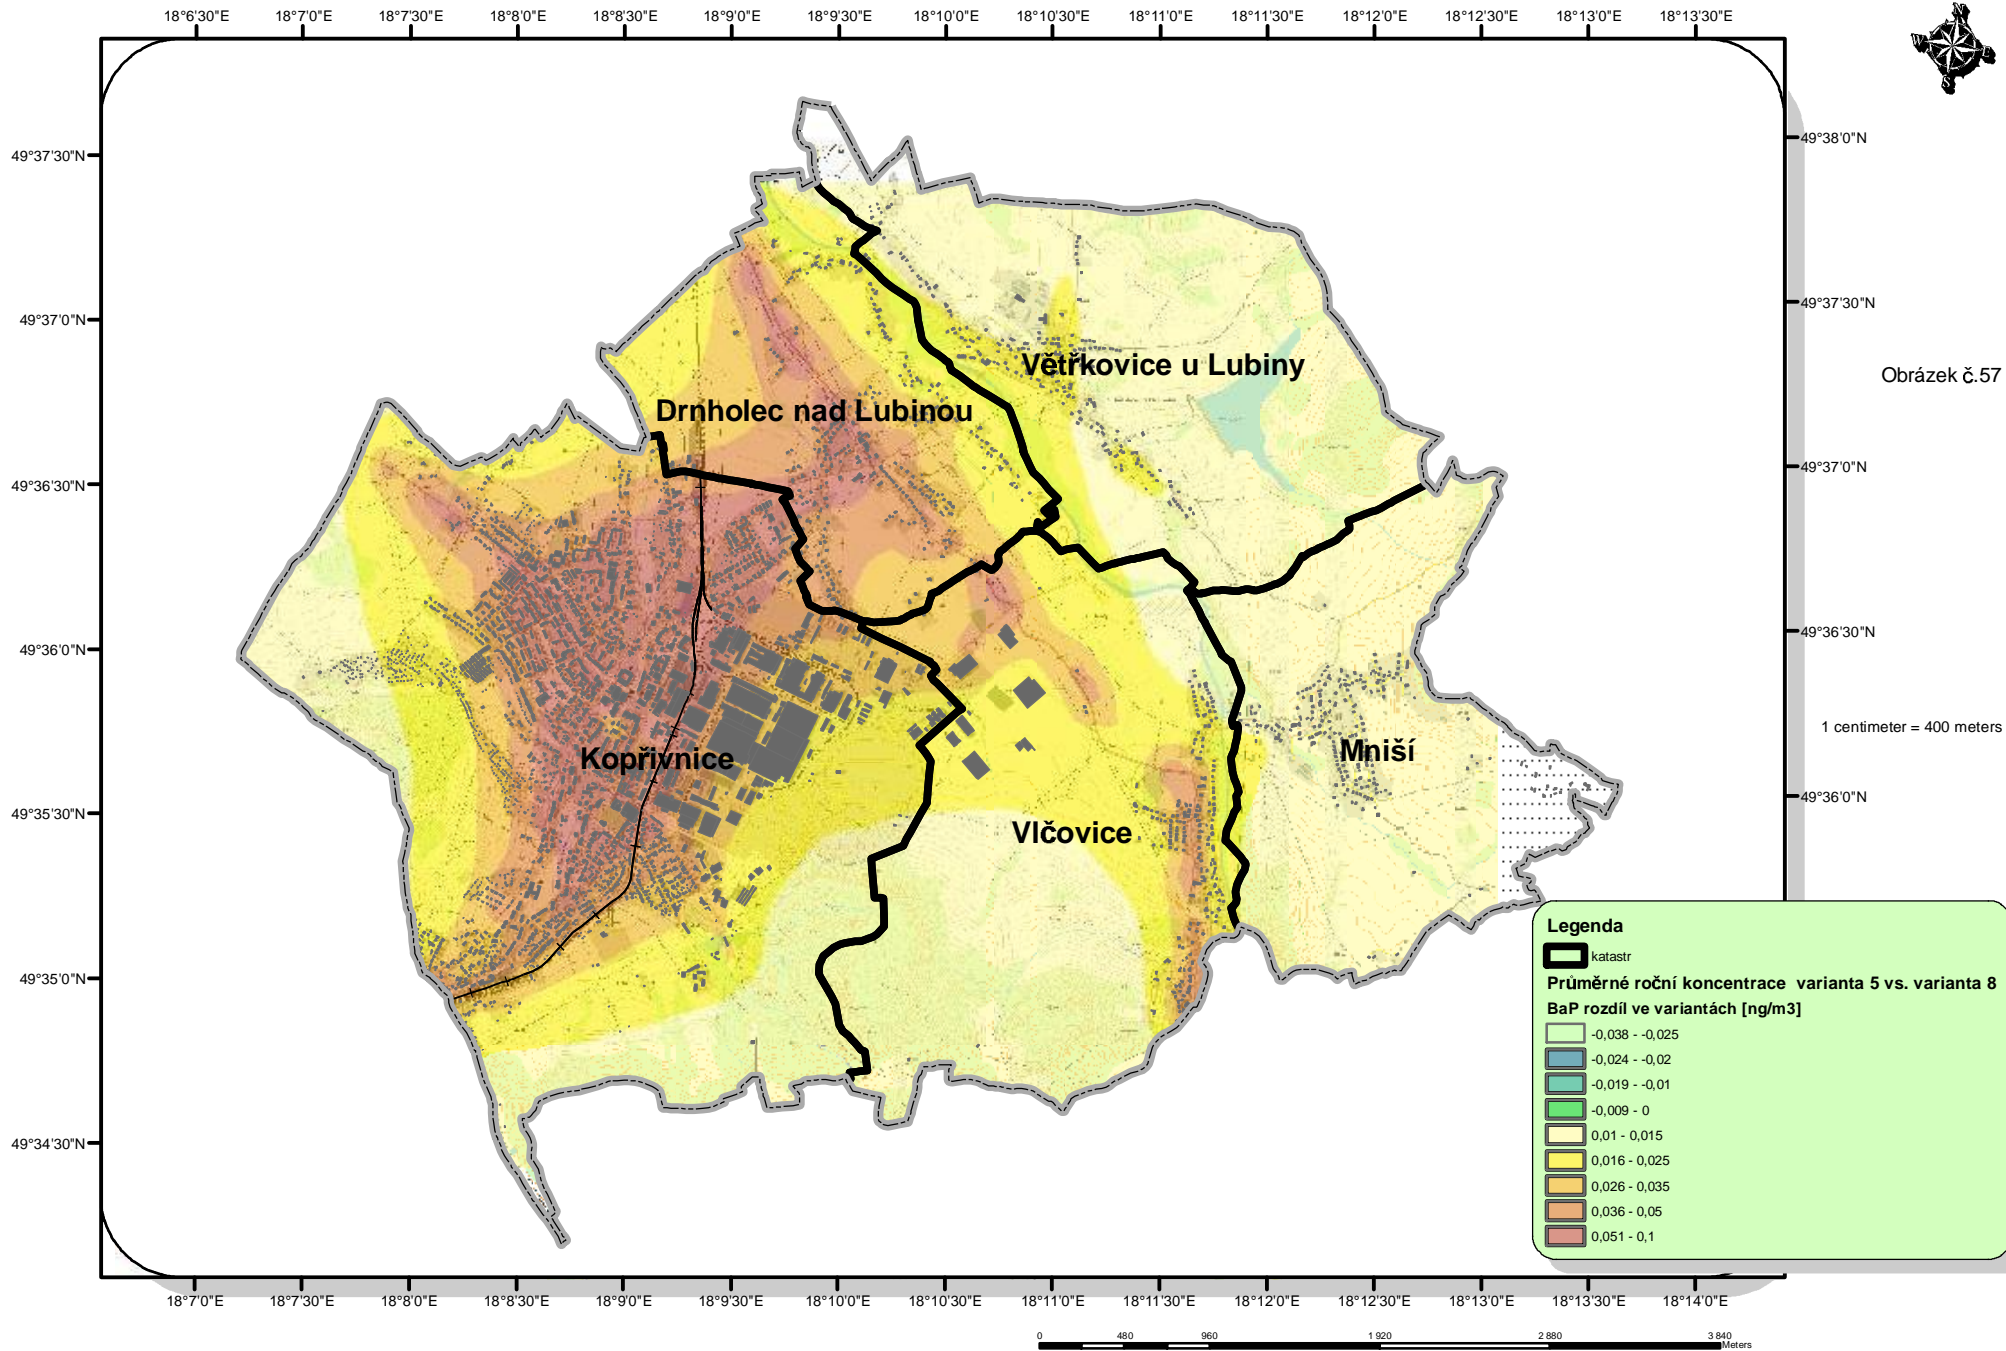 18°6'30"E 18°7'0"E 18°7'30"E 18°8'0"E 18°8'30"E 18°9'0"E 18°9'30"E 18°10'0"E 18°10'30"E 18°11'0"E 18°11'30"E 18°12'0"E 18°12'30"E 18°13'0"E 18°13'30"E
N
W
E
S
49°38'0"N
49°37'30"N
49°37'30"N
49°37'0"N
Větřkovice u Lubiny
Obrázek č.57
Drnholec nad Lubinou
49°37'0"N
49°36'30"N
49°36'30"N
49°36'0"N
1 centimeter = 400 meters
Mniší
Kopřivnice
49°36'0"N
49°35'30"N
Vlčovice
Legenda
katastr
49°35'0"N
Průměrné roční koncentrace varianta 5 vs. varianta 8
BaP rozdíl ve variantách [ng/m3]
-0,038 - -0,025
-0,024 - -0,02
-0,019 - -0,01
-0,009 - 0
0,01 - 0,015
49°34'30"N
0,016 - 0,025
0,026 - 0,035
0,036 - 0,05
0,051 - 0,1
18°7'0"E 18°7'30"E 18°8'0"E 18°8'30"E 18°9'0"E 18°9'30"E 18°10'0"E 18°10'30"E 18°11'0"E 18°11'30"E 18°12'0"E 18°12'30"E 18°13'0"E 18°13'30"E 18°14'0"E
0 480 960 1 920 2 880 3 840
Meters